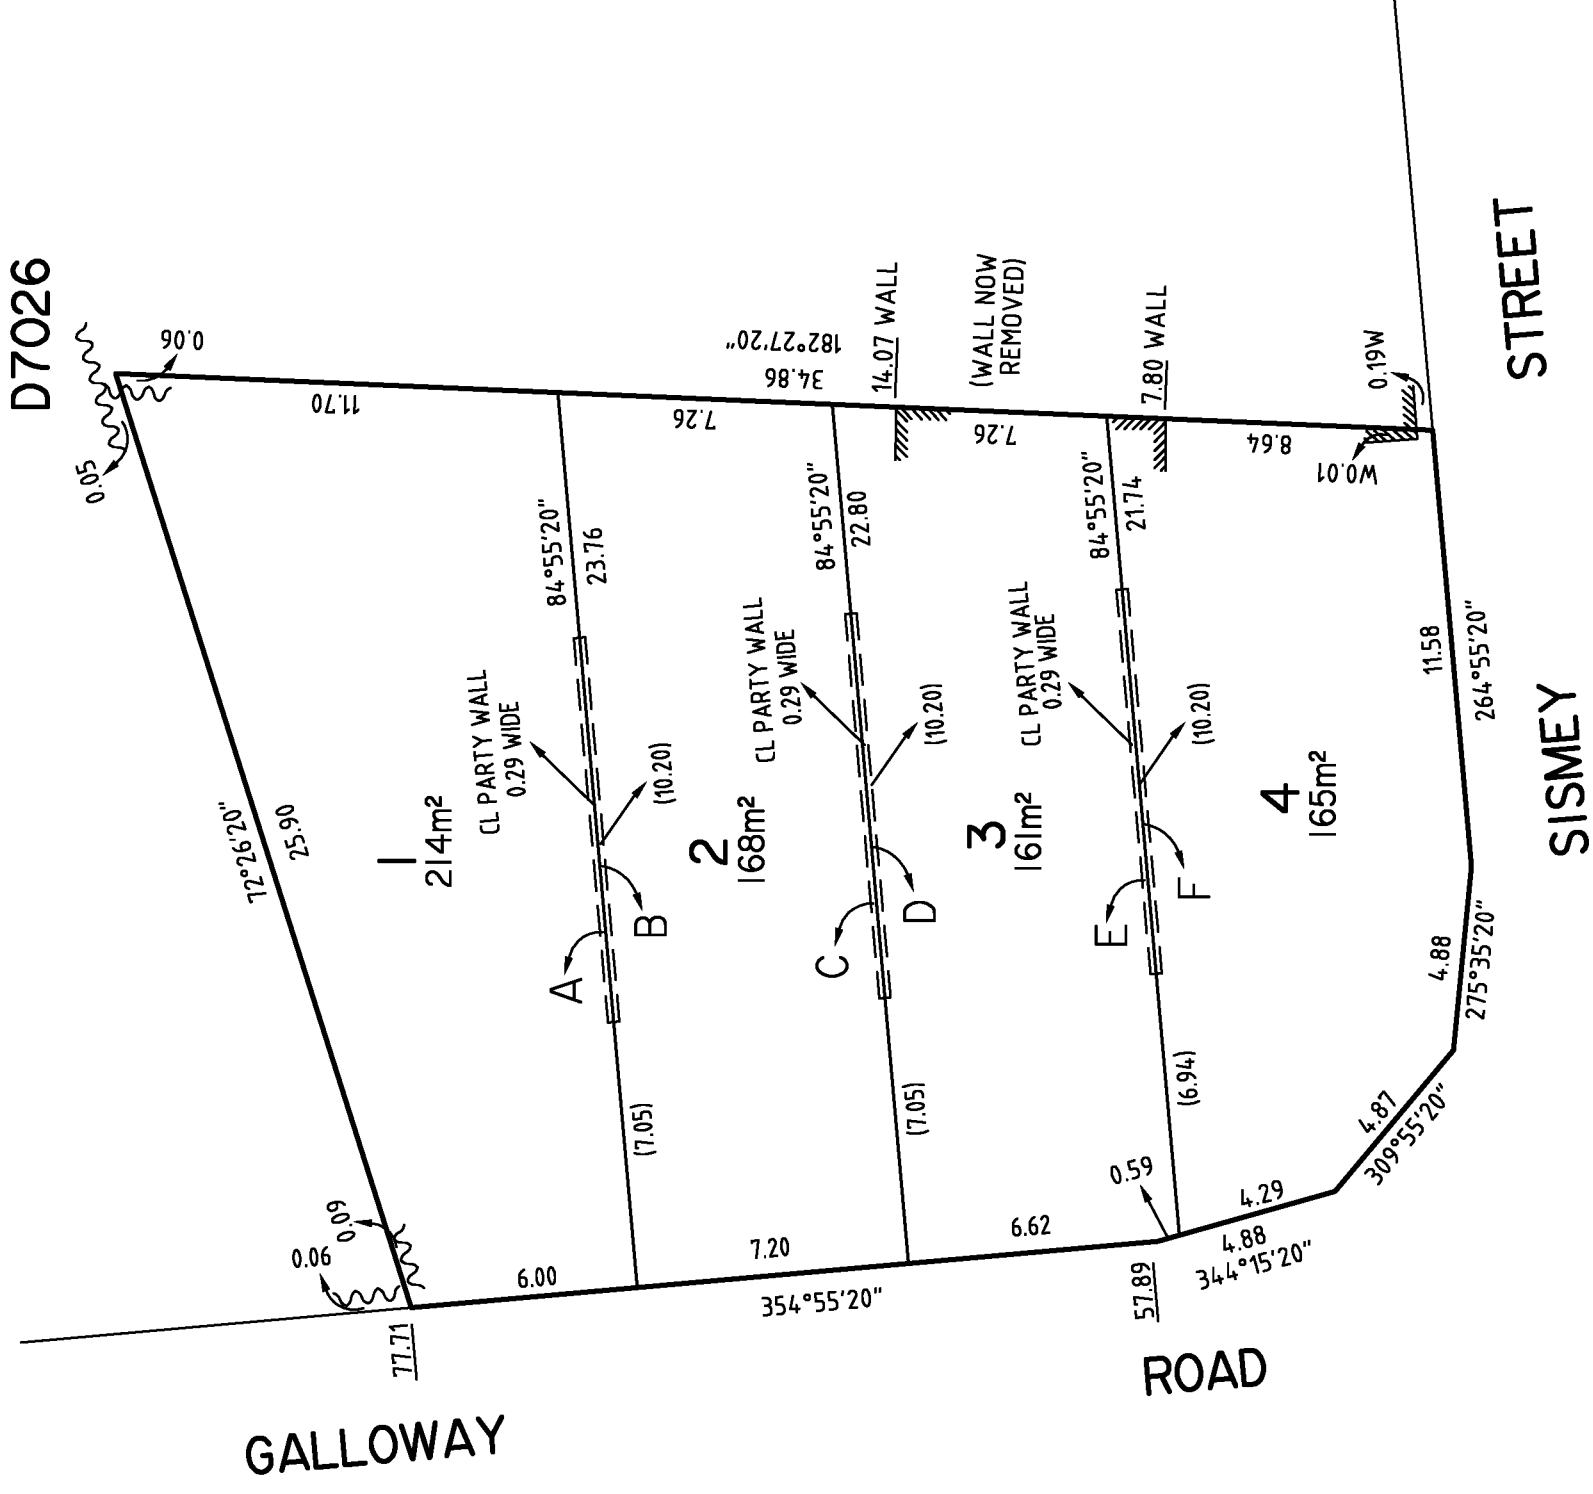 D7026
0.06
0.05
11.70
182°27'20"
34.86
7.26
14.07 WALL
(WALL NOW
REMOVED)
7.26
7.80 WALL
8.64
0.19W
W0.01
STREET
72°26'20"
25.90
1
214m²
84°55'20"
23.76
CL PARTY WALL
0.29 WIDE
(10.20)
A
B
(7.05)
2
168m²
84°55'20"
22.80
CL PARTY WALL
0.29 WIDE
(10.20)
C
D
(7.05)
3
161m²
84°55'20"
21.74
CL PARTY WALL
0.29 WIDE
(10.20)
E
F
(6.94)
4
165m²
11.58
264°55'20"
SISMEY
4.88
275°35'20"
4.87
309°55'20"
4.29
4.88
344°15'20"
0.59
57.89
6.62
7.20
354°55'20"
6.00
0.09
0.06
77.71
GALLOWAY
ROAD